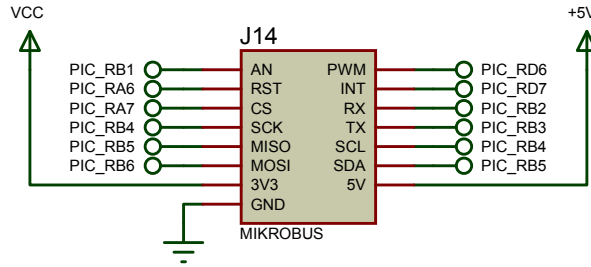 VCC
+5V
J14
PIC_RB1 AN PWM PIC_RD6
PIC_RA6 RST INT PIC_RD7
PIC_RA7 CS RX PIC_RB2
PIC_RB4 SCK TX PIC_RB3
PIC_RB5 MISO SCL PIC_RB4
PIC_RB6 MOSI SDA PIC_RB5
3V3 5V
GND
MIKROBUS